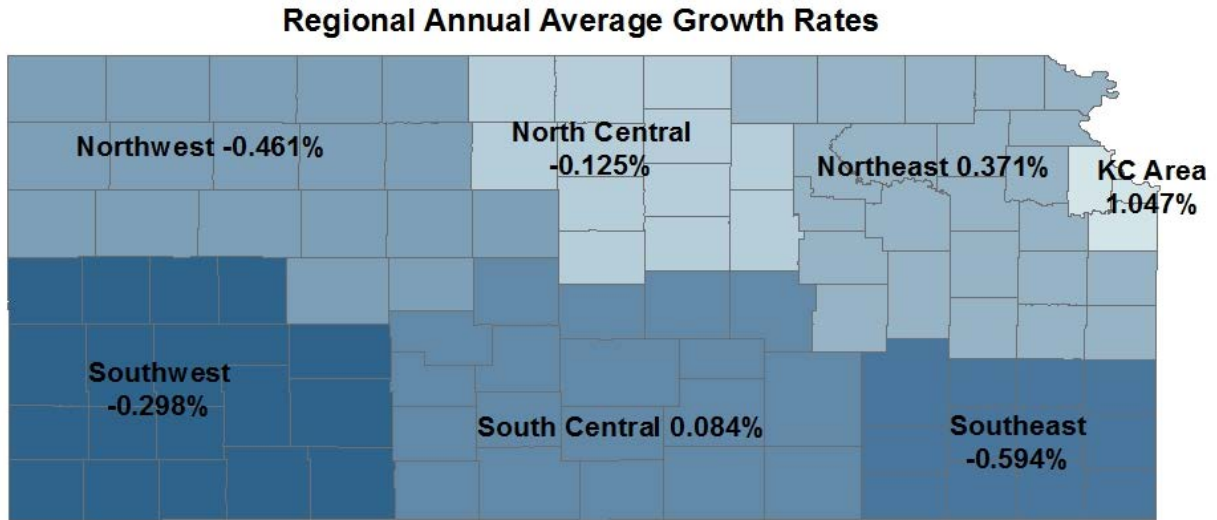 Regional Annual Average Growth Rates
Northwest -0.461%
North Central
-0.125%
Northeast 0.371%
KC Area
1.047%
Southwest
-0.298%
South Central 0.084%
Southeast
-0.594%